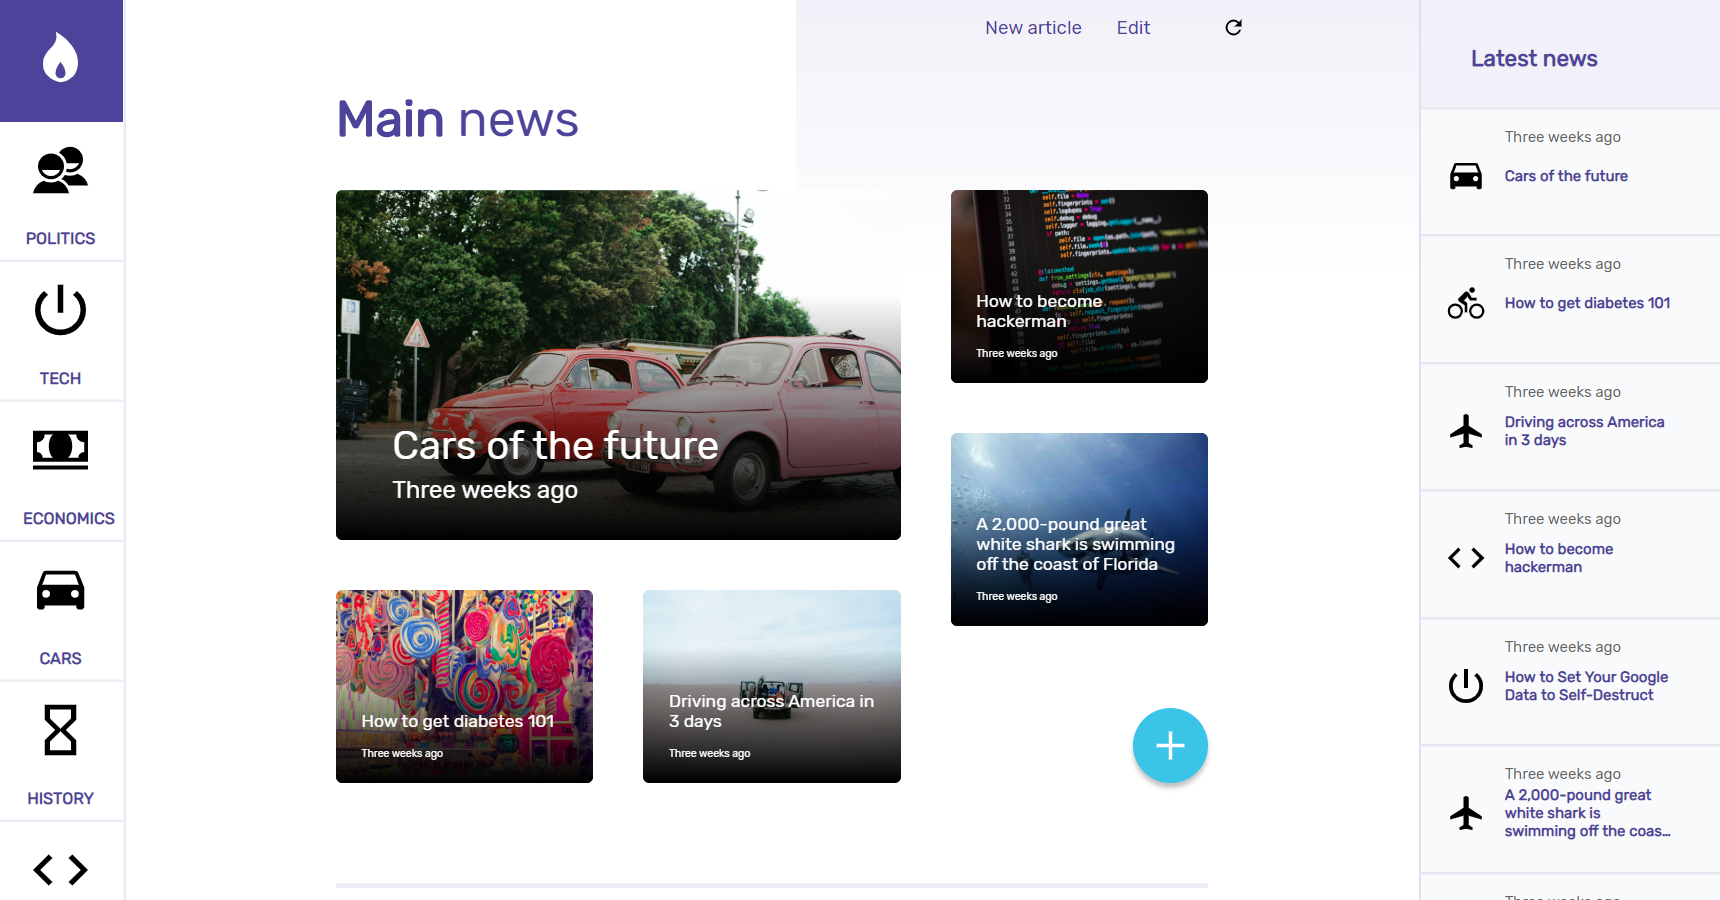 New article
Edit
Main news
POLITICS
TECH
ECONOMICS
CARS
HISTORY
Cars of the future
Three weeks ago
How to become
hackerman
Three weeks ago
A 2,000-pound great
white shark is swimming
off the coast of Florida
Three weeks ago
How to get diabetes 101
Three weeks ago
Driving across America in
3 days
Three weeks ago
Latest news
Three weeks ago
Cars of the future
Three weeks ago
How to get diabetes 101
Three weeks ago
Driving across America
in 3 days
Three weeks ago
How to become
hackerman
Three weeks ago
How to Set Your Google
Data to Self-Destruct
Three weeks ago
A 2,000-pound great
white shark is
swimming off the coas...